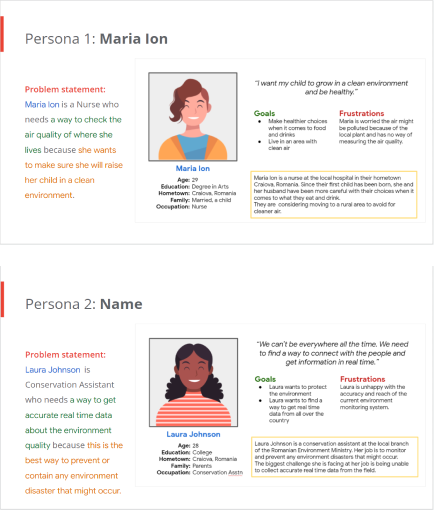 Persona 1: Maria Ion
Problem statement:
Maria Ion is a Nurse who
needs a way to check the
air quality of where she
lives because she wants
to make sure she will raise
her child in a clean
environment.
Maria Ion
Age: 29
Education: Degree in Arts
Hometown: Craiova, Romania
Family: Married, a child
Occupation: Nurse
"I want my child to grow in a clean environment
and be healthy."
Goals
● Make healthier choices
when it comes to food
and drinks
● Live in an area with
clean air
Frustrations
Maria is worried the air might
be polluted because of the
local plant and has no way of
measuring the air quality.
Maria Ion is a nurse at the local hospital in their hometown
Craiova, Romania. Since their first child has been born, she and
her husband have been more careful with their choices when it
comes to what they eat and drink.
They are considering moving to a rural area to avoid for
cleaner air.
Persona 2: Name
Problem statement:
Laura Johnson is
Conservation Assistant
who needs a way to get
accurate real time data
about the environment
quality because this is the
best way to prevent or
contain any environment
disaster that might occur.
Laura Johnson
Age: 28
Education: College
Hometown: Craiova, Romania
Family: Parents
Occupation: Conservation Asstn
"We can't be everywhere all the time. We need
to find a way to connect with the people and
get information in real time."
Goals
● Laura wants to protect
the environment
● Laura wants to find a
way to get real time
data from all over the
country
Frustrations
Laura is unhappy with the
accuracy and reach of the
current environment
monitoring system.
Laura Johnson is a conservation assistant at the local branch
of the Romanian Environment Ministry. Her job is to monitor
and prevent any environment disasters that might occur.
The biggest challenge she is facing at her job is being unable
to collect accurate real time data from the field.